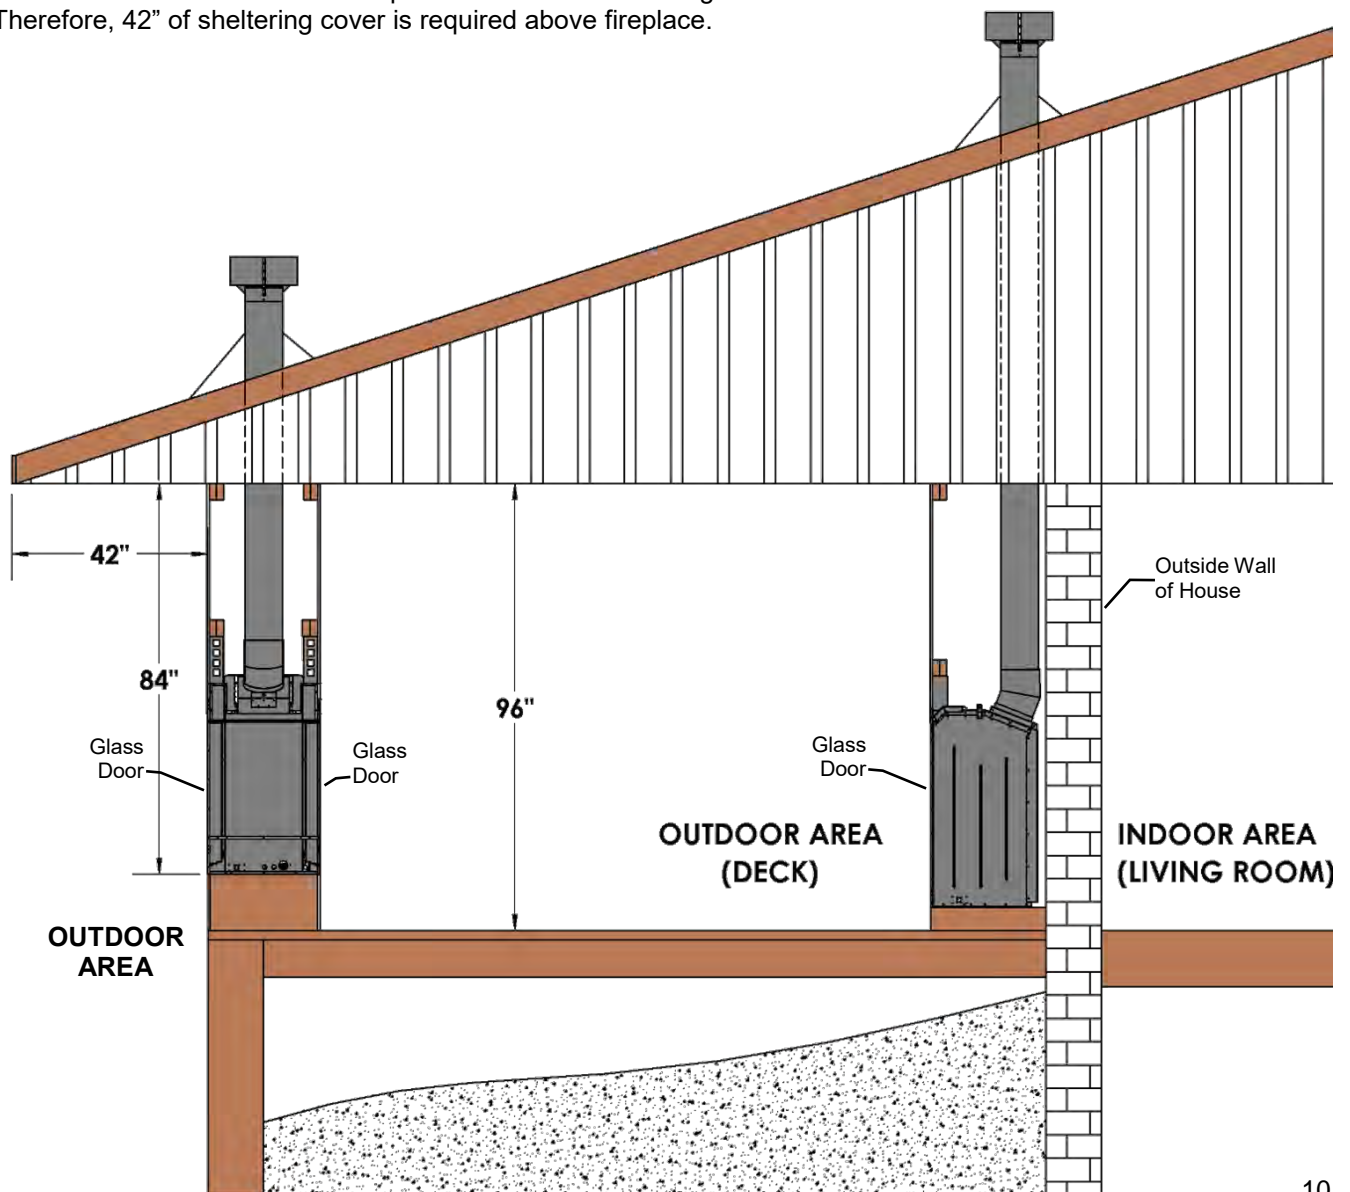 Therefore, 42” of sheltering cover is required above fireplace.
42"
84"
96"
Outside Wall
of House
Glass
Door
Glass
Door
Glass
Door
OUTDOOR AREA
(DECK)
INDOOR AREA
(LIVING ROOM)
OUTDOOR
AREA
10